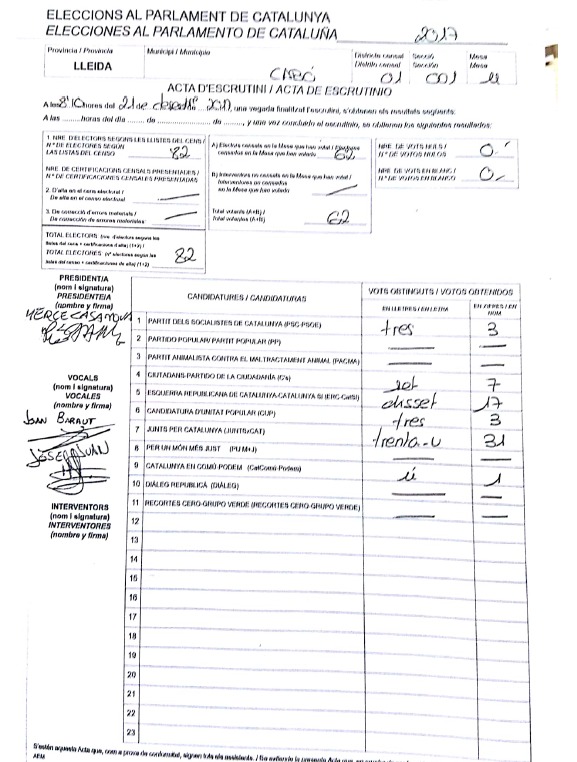 ELECCIONS AL PARLAMENT DE CATALUNYA
ELECCIONES AL PARLAMENTO DE CATALUÑA 2017
Provincia / Provincia Municipi / Municipio Districte censal Secció Mesa
Distrito censal Sección Mesa
LLEIDA 01 001 U
ACTA D'ESCRUTINI / ACTA DE ESCRUTINIO
A les 8'10 hores del 21 de 2017, una vegada finalitzat l'escrutini, s'obtenen els resultats següents:
A las ......... horas del día ........ de ................ de ........., y una vez concluido el escrutinio, se obtienen los siguientes resultados:
1. NRE. D'ELECTORS SEGONS LES LLISTES DEL CENS /
Nº DE ELECTORES SEGÚN
LAS LISTAS DEL CENSO 82
A) Electors censats en la Mesa que han votat / Electores
censados en la Mesa que han votado 62
NRE. DE VOTS NULS /
Nº DE VOTOS NULOS 0.
NRE. DE CERTIFICACIONS CENSALS PRESENTADES /
Nº DE CERTIFICACIONES CENSALES PRESENTADAS
B) Interventors no censats en la Mesa que han votat /
Interventores no censados
en la Mesa que han votado —
NRE. DE VOTS EN BLANC /
Nº DE VOTOS EN BLANCO 0.
2. D'alta en el cens electoral /
De alta en el censo electoral —
3. De correcció d'errors materials /
De corrección de errores materiales —
Total votants (A+B) /
Total votantes (A+B) 62
TOTAL ELECTORS (nre. d'electors segons les
llistes del cens + certificacions d'alta) (1+2) /
TOTAL ELECTORES (nº electores según las
listas del censo + certificaciones de alta) (1+2) 82
PRESIDENT/A
(nom i signatura)
PRESIDENTE/A
(nombre y firma)
MERCE CASANOVA
CANDIDATURES / CANDIDATURAS
VOTS OBTINGUTS / VOTOS OBTENIDOS
EN LLETRES / EN LETRA EN XIFRES / EN NÚM
1 PARTIT DELS SOCIALISTES DE CATALUNYA (PSC-PSOE) tres 3
2 PARTIDO POPULAR/ PARTIT POPULAR (PP) — —
3 PARTIT ANIMALISTA CONTRA EL MALTRACTAMENT ANIMAL (PACMA) — —
4 CIUTADANS-PARTIDO DE LA CIUDADANÍA (C's) set 7
5 ESQUERRA REPUBLICANA DE CATALUNYA-CATALUNYA SÍ (ERC-CatSí) disset 17
6 CANDIDATURA D'UNITAT POPULAR (CUP) tres 3
7 JUNTS PER CATALUNYA (JUNTSxCAT) trenta-u 31
8 PER UN MÓN MÉS JUST (PUM+J) — —
9 CATALUNYA EN COMÚ-PODEM (CatComú-Podem) ú 1
10 DIÀLEG REPUBLICÀ (DIÀLEG) — —
11 RECORTES CERO-GRUPO VERDE (RECORTES CERO-GRUPO VERDE) — —
12
13
14
15
16
17
18
19
20
21
22
23
VOCALS
(nom i signatura)
VOCALES
(nombre y firma)
Joan BARAUT
JOSEP JUAN
INTERVENTORS
(nom i signatura)
INTERVENTORES
(nombre y firma)
S'estén aquesta Acta que, com a prova de conformitat, signen tots els assistents. / Se extiende la presente Acta que, en